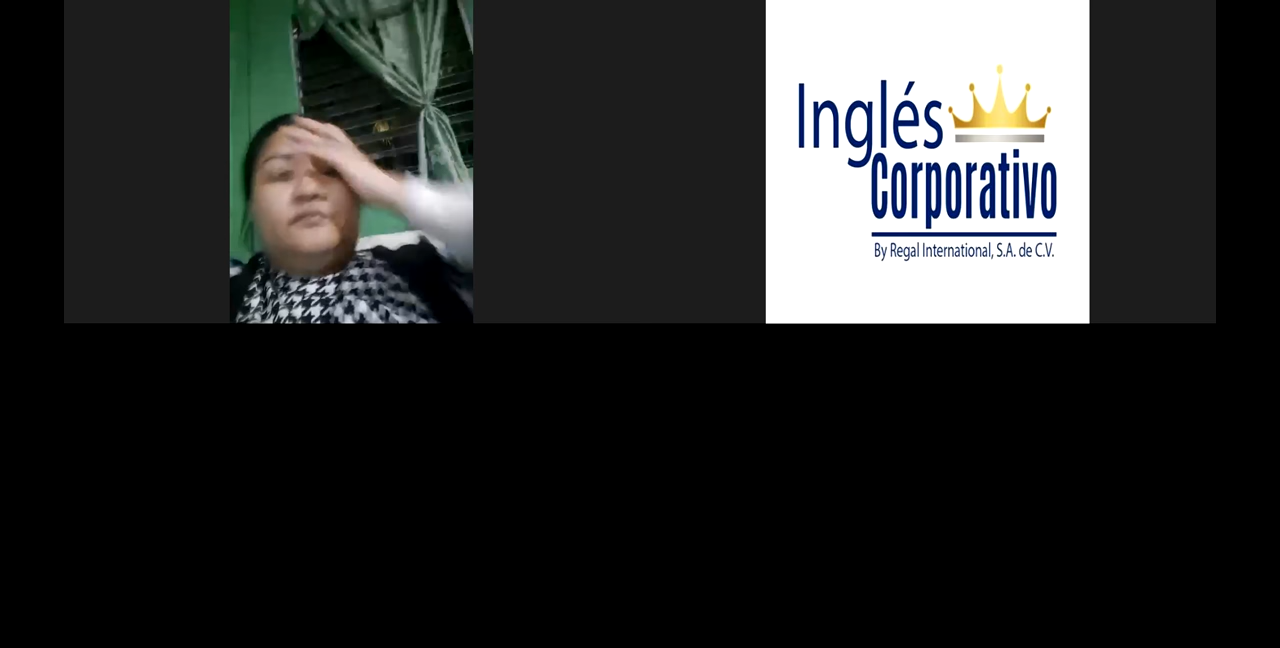 Inglés
Corporativo
By Regal International, S.A. de C.V.